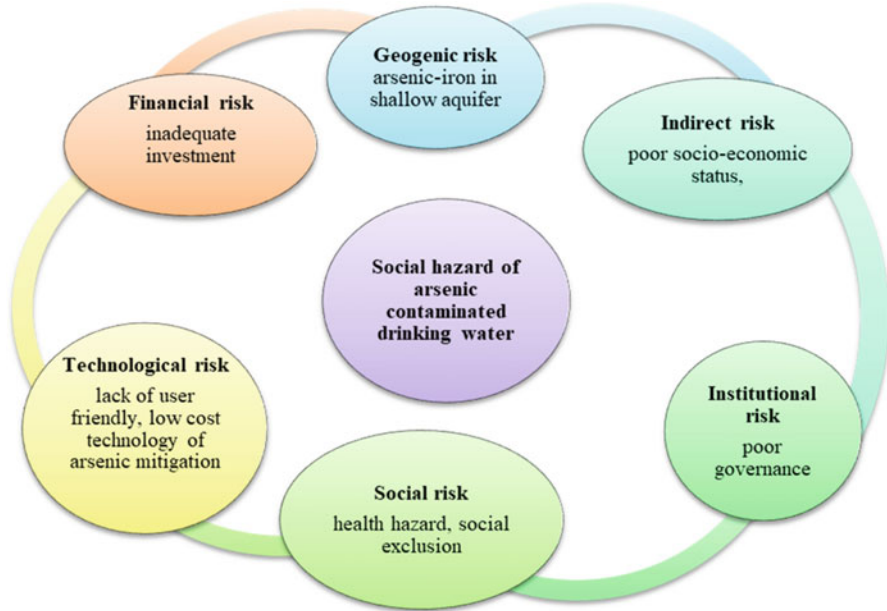 Geogenic risk
arsenic-iron in
shallow aquifer
Indirect risk
poor socio-economic
status,
Institutional
risk
poor
governance
Social risk
health hazard, social
exclusion
Technological risk
lack of user
friendly, low cost
technology of
arsenic mitigation
Financial risk
inadequate
investment
Social hazard of
arsenic
contaminated
drinking water